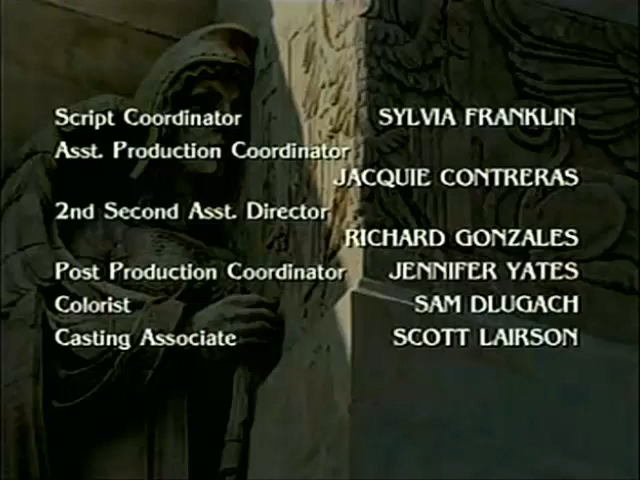 Script Coordinator SYLVIA FRANKLIN
Asst. Production Coordinator
JACQUIE CONTRERAS
2nd Second Asst. Director
RICHARD GONZALES
Post Production Coordinator JENNIFER YATES
Colorist SAM DLUGACH
Casting Associate SCOTT LAIRSON